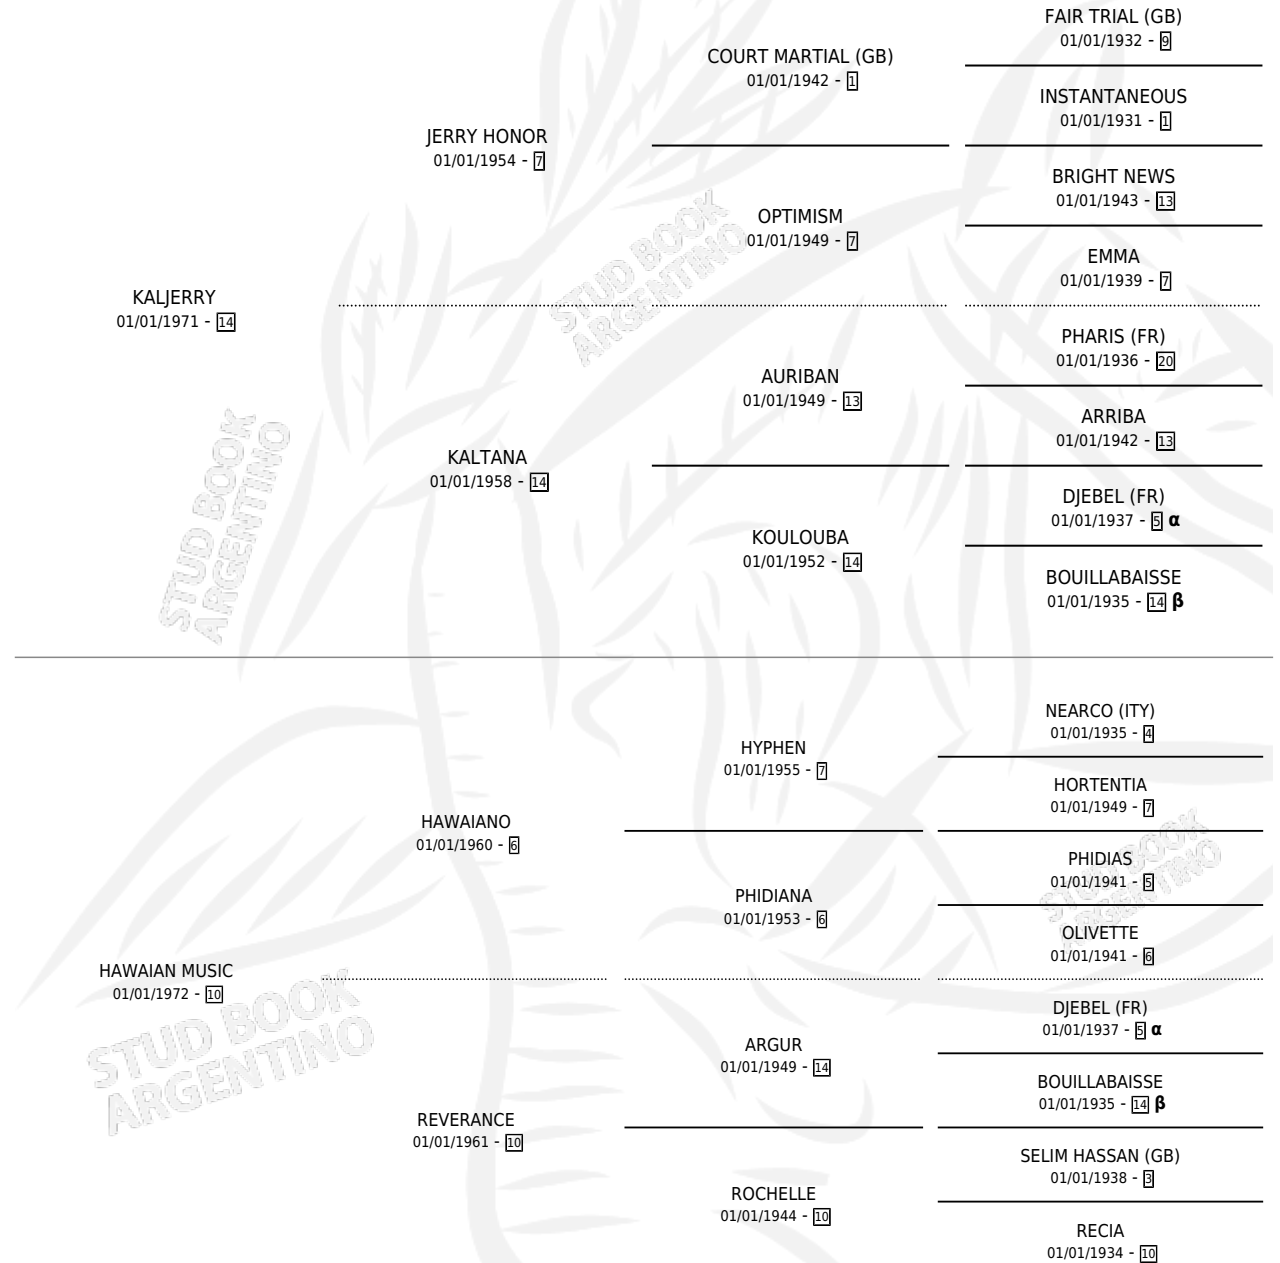 FAIR TRIAL (GB)
01/01/1932 - 9
COURT MARTIAL (GB)
01/01/1942 - 1
INSTANTANEOUS
01/01/1931 - 1
JERRY HONOR
01/01/1954 - 7
BRIGHT NEWS
01/01/1943 - 13
OPTIMISM
01/01/1949 - 7
EMMA
01/01/1939 - 7
KALJERRY
01/01/1971 - 14
PHARIS (FR)
01/01/1936 - 20
AURIBAN
01/01/1949 - 13
ARRIBA
01/01/1942 - 13
KALTANA
01/01/1958 - 14
DJEBEL (FR)
01/01/1937 - 5 α
KOULOUBA
01/01/1952 - 14
BOUILLABAISSE
01/01/1935 - 14 β
NEARCO (ITY)
01/01/1935 - 4
HYPHEN
01/01/1955 - 7
HORTENTIA
01/01/1949 - 7
HAWAIANO
01/01/1960 - 6
PHIDIAS
01/01/1941 - 5
PHIDIANA
01/01/1953 - 6
OLIVETTE
01/01/1941 - 6
HAWAIAN MUSIC
01/01/1972 - 10
DJEBEL (FR)
01/01/1937 - 5 α
ARGUR
01/01/1949 - 14
BOUILLABAISSE
01/01/1935 - 14 β
REVERANCE
01/01/1961 - 10
SELIM HASSAN (GB)
01/01/1938 - 3
ROCHELLE
01/01/1944 - 10
RECIA
01/01/1934 - 10
STUD BOOK
ARGENTINO
STUD BOOK
ARGENTINO
STUD BOOK
ARGENTINO
STUD BOOK
ARGENTINO